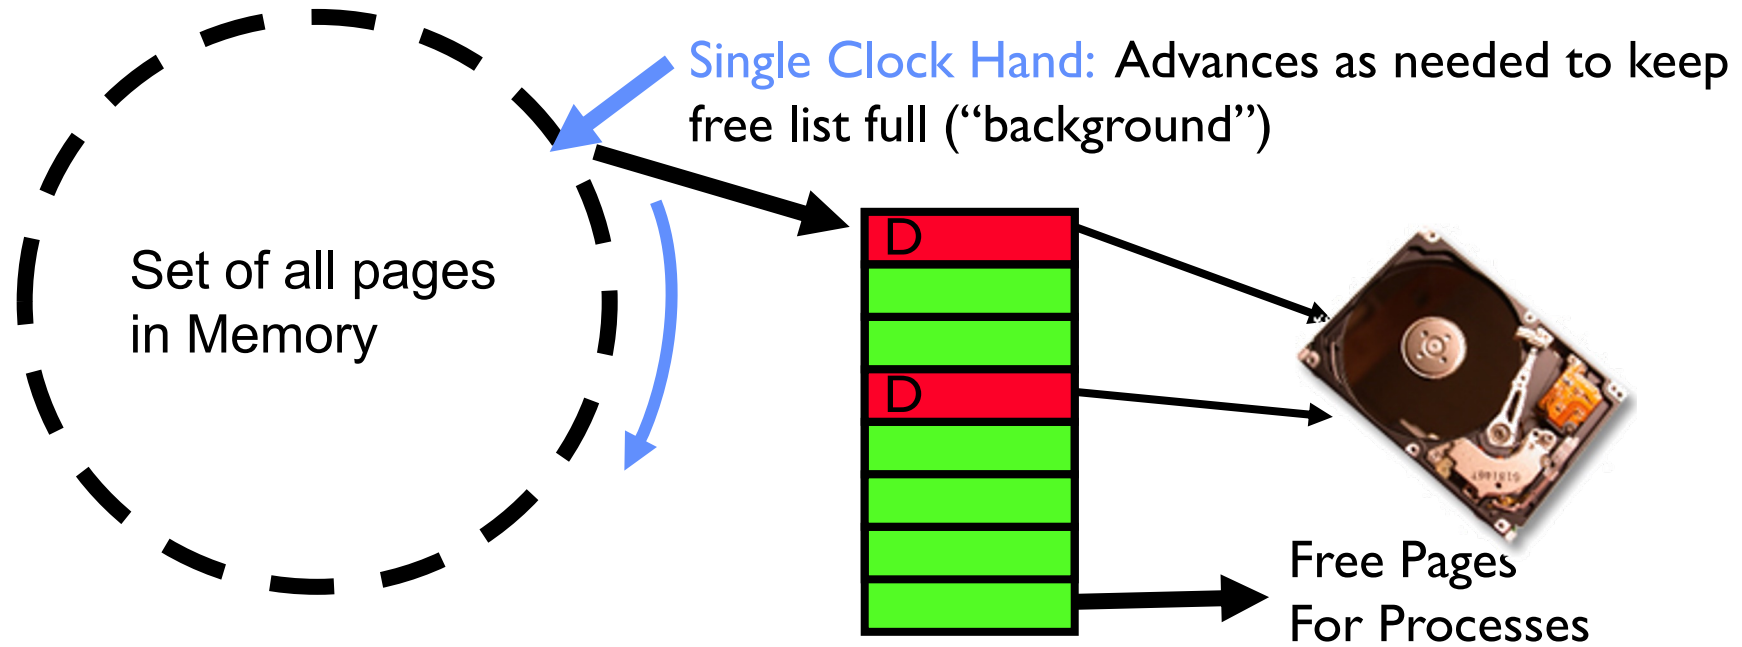 Single Clock Hand: Advances as needed to keep
free list full (“background”)
Set of all pages
in Memory
D
D
Free Pages
For Processes